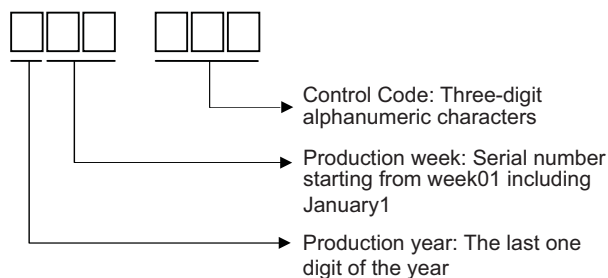 Control Code: Three-digit
alphanumeric characters
Production week: Serial number
starting from week01 including
January1
Production year: The last one
digit of the year